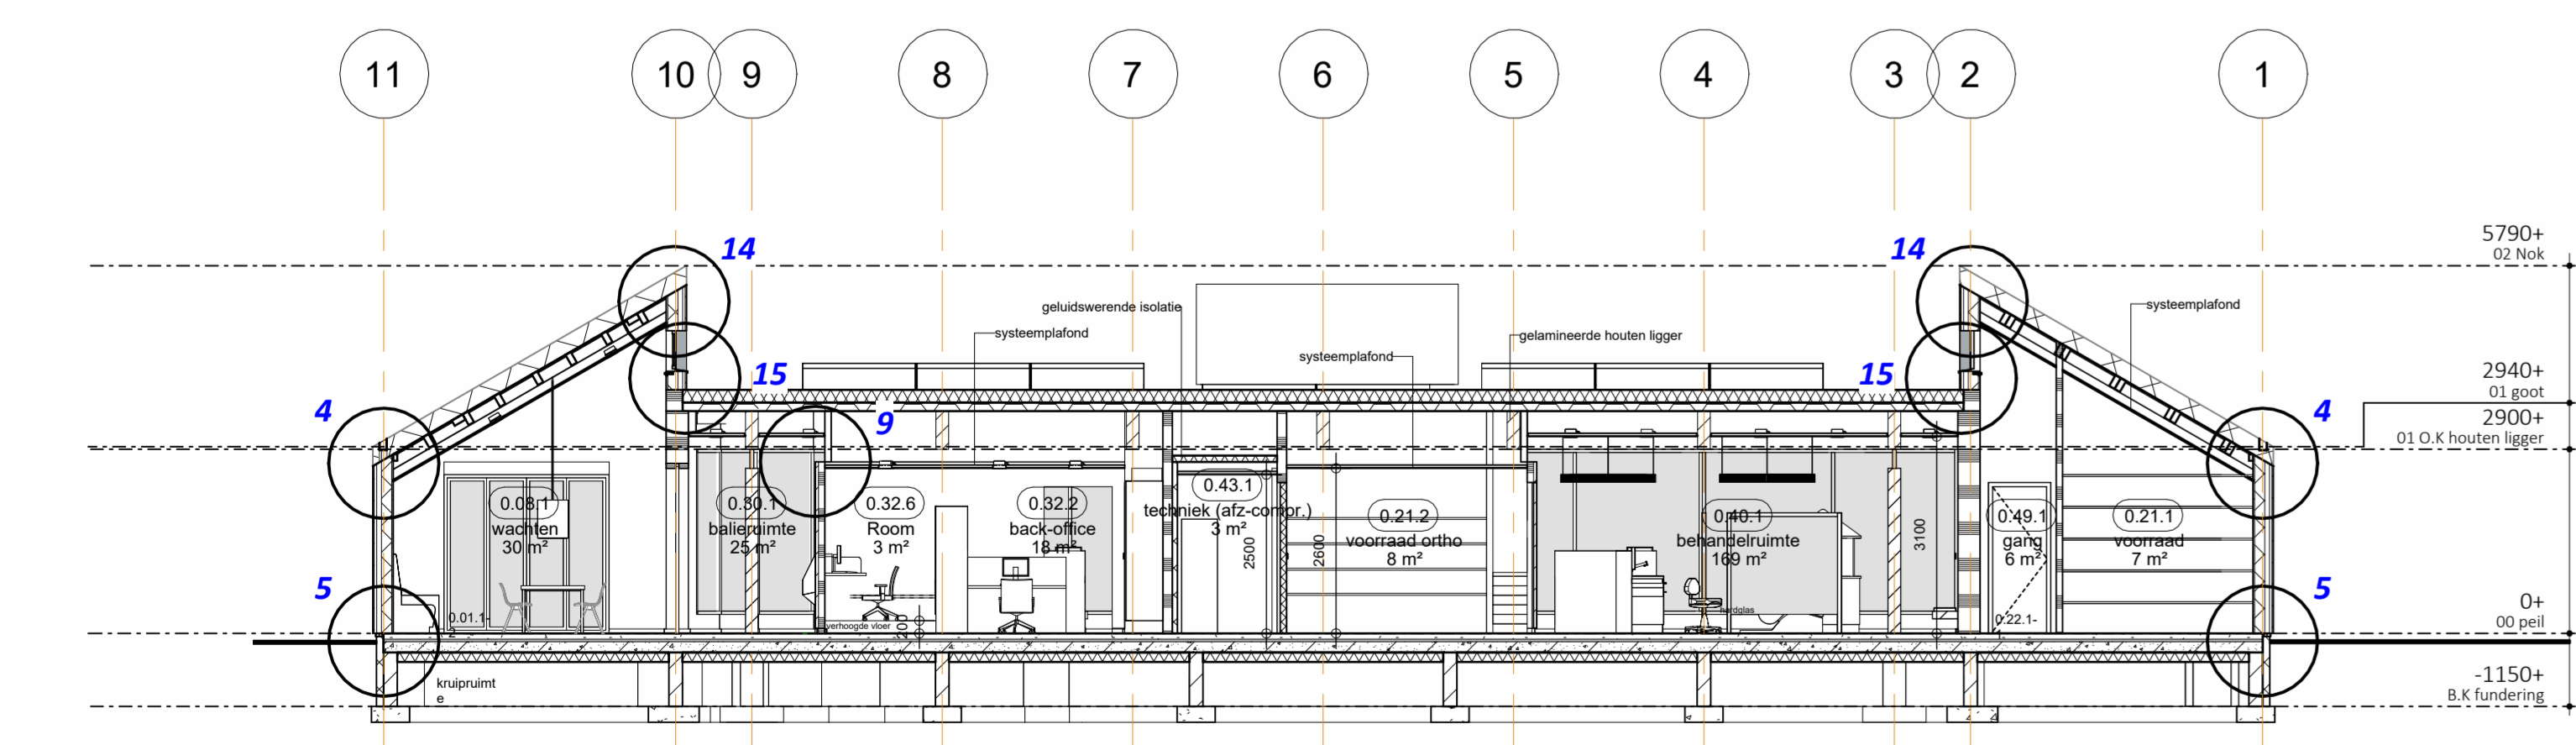 11
10
9
8
7
6
5
4
3
2
1
14
14
5790+
02 Nok
geluidswerende isolatie
systeemplafond
systeemplafond
gelamineerde houten ligger
systeemplafond
15
15
2940+
01 goot
4
9
4
2900+
01 O.K houten ligger
0.08.1
wachten
30 m²
0.30.1
balieruimte
25 m²
0.32.6
Room
3 m²
0.32.2
back-office
18 m²
0.43.1
techniek (afz-compr.)
3 m²
2500
2600
0.21.2
voorraad ortho
8 m²
0.40.1
behandelruimte
169 m²
3100
0.49.1
gang
6 m²
0.21.1
voorraad
7 m²
5
5
0.01.1-
2
verhoogde vloer
200
hardglas
0.22.1-
0+
00 peil
kruipruimt
e
-1150+
B.K fundering